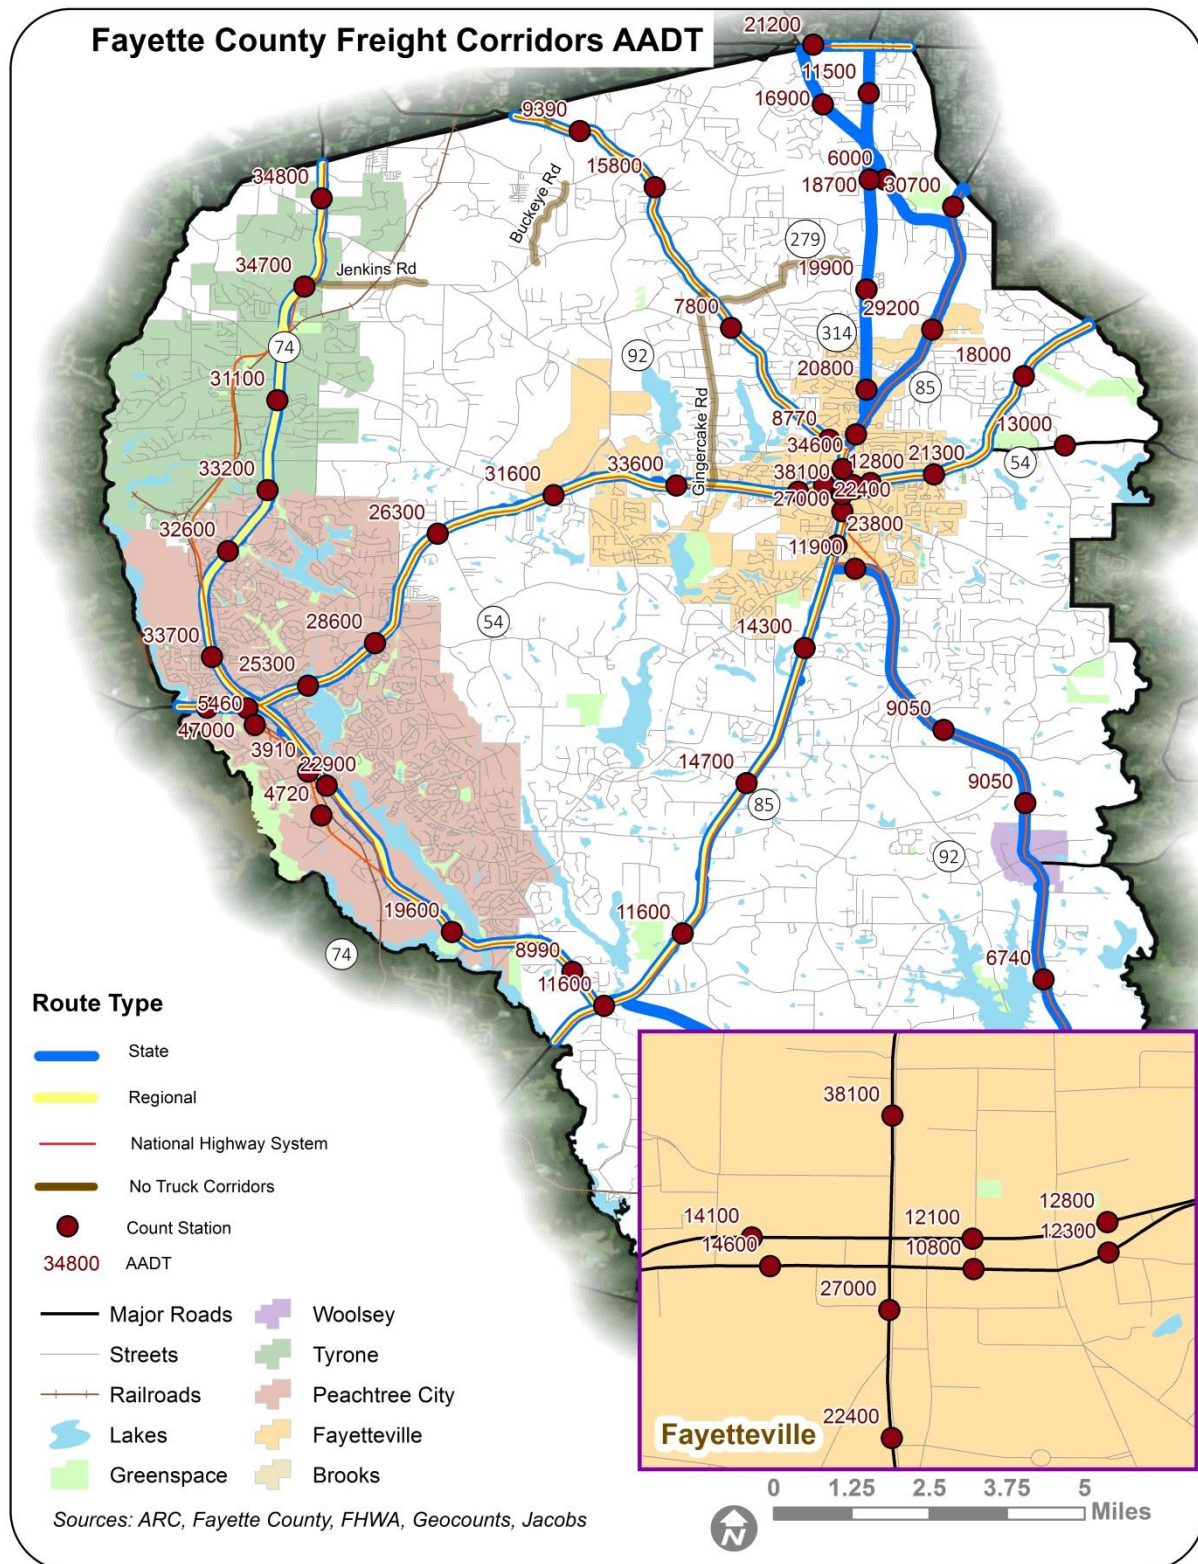 Fayette County Freight Corridors AADT
21200
11500
16900
9390
15800
6000
18700
30700
34800
Buckeye Rd
279
34700
Jenkins Rd
19900
29200
7800
74
92
314
18000
31100
20800
85
Gingercake Rd
8770
13000
34600
33200
31600
33600
38100
12800
21300
54
27000
22400
32600
26300
23800
11900
28600
54
14300
33700
25300
5460
47000
9050
3910
22900
14700
4720
85
9050
92
19600
11600
8990
74
6740
11600
Route Type
State
Regional
National Highway System
No Truck Corridors
Count Station
34800 AADT
Major Roads
Woolsey
Streets
Tyrone
Railroads
Peachtree City
Lakes
Fayetteville
Greenspace
Brooks
Sources: ARC, Fayette County, FHWA, Geocounts, Jacobs
38100
14100
12100
12800
14600
10800
12300
27000
22400
Fayetteville
N
0 1.25 2.5 3.75 5
Miles